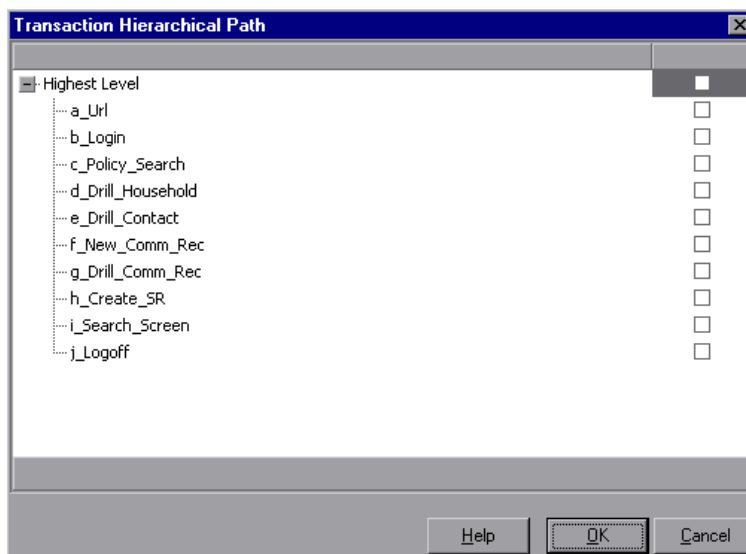 Transaction Hierarchical Path
Highest Level
a_Url
b_Login
c_Policy_Search
d_Drill_Household
e_Drill_Contact
f_New_Comm_Rec
g_Drill_Comm_Rec
h_Create_SR
i_Search_Screen
j_Logoff
Help OK Cancel